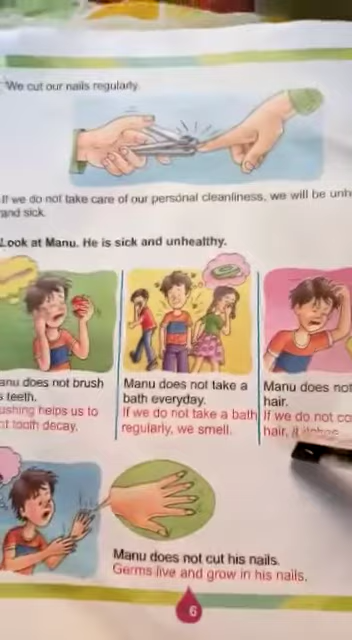 We cut our nails regularly.
If we do not take care of our personal cleanliness, we will be
and sick.
Look at Manu. He is sick and unhealthy.
does not brush
teeth.
helps us to
tooth decay.
Manu does not take a
bath everyday.
If we do not take a bath
regularly, we smell.
Manu does not
hair.
If we do not
hair, it
Manu does not cut his nails.
Germs live and grow in his nails.
6